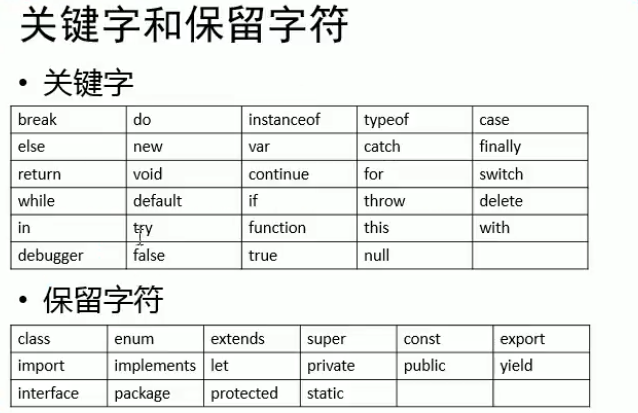 关键字和保留字符
• 关键字
break do instanceof typeof case
else new var catch finally
return void continue for switch
while default if throw delete
in try function this with
debugger false true null
• 保留字符
class enum extends super const export
import implements let private public yield
interface package protected static